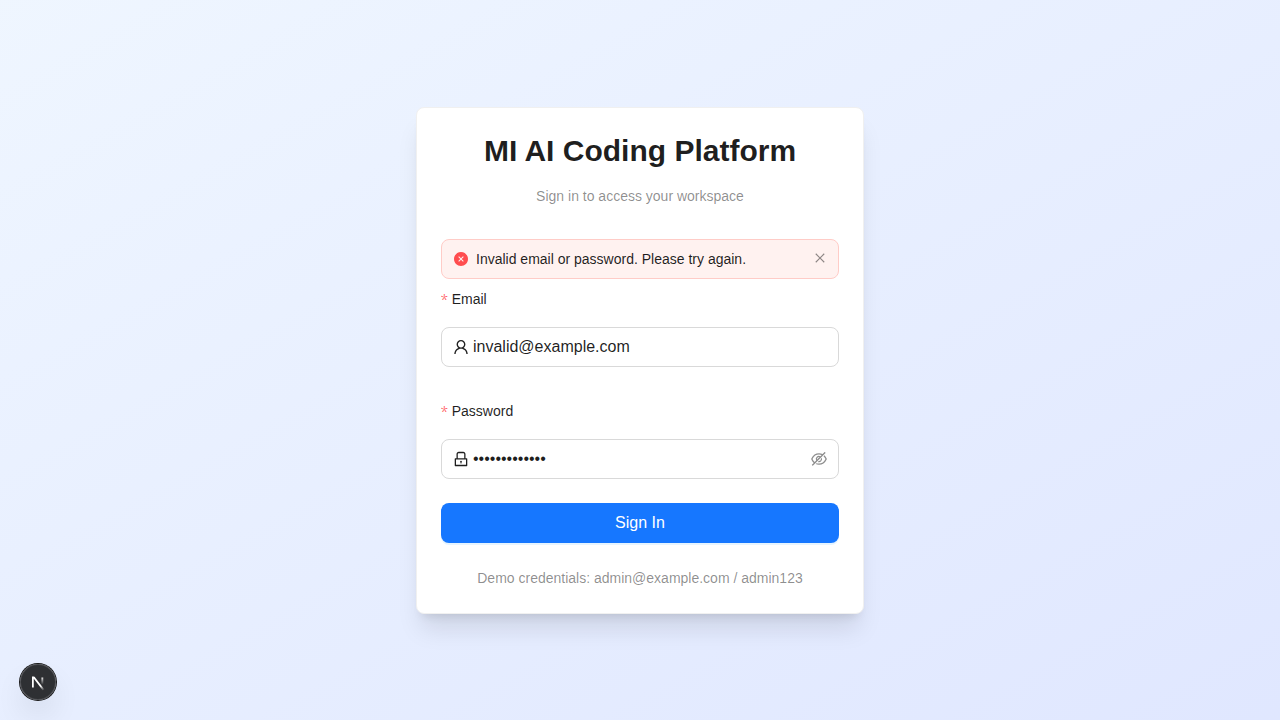 MI AI Coding Platform
Sign in to access your workspace
Invalid email or password. Please try again.
* Email
invalid@example.com
* Password
•••••••••••••
Sign In
Demo credentials: admin@example.com / admin123
N